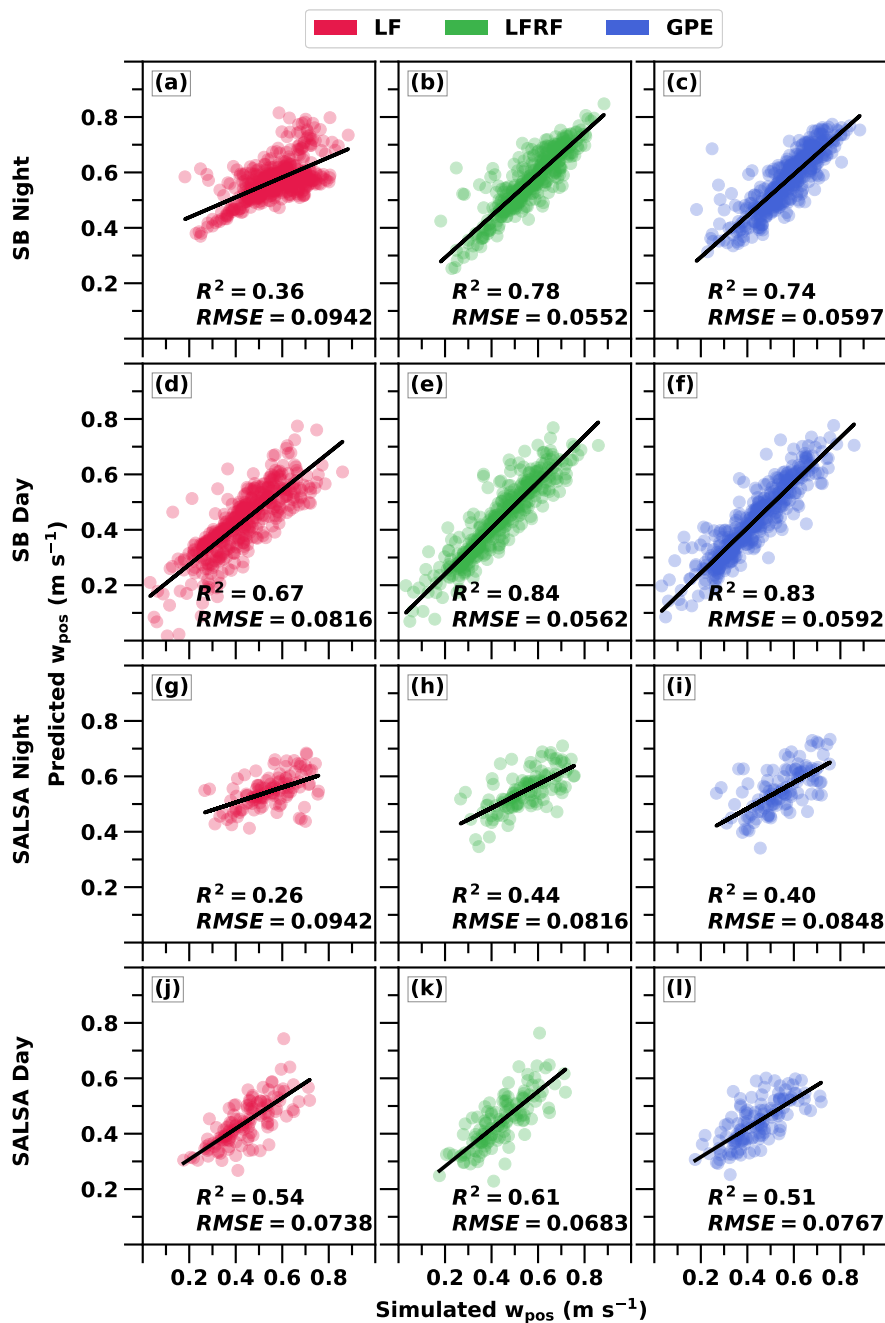 LF LFRF GPE
SB Night
(a) (b) (c)
0.8
0.6
0.4
0.2
R² = 0.36 R² = 0.78 R² = 0.74
RMSE = 0.0942 RMSE = 0.0552 RMSE = 0.0597
SB Day
(d) (e) (f)
0.8
0.6
0.4
0.2
R² = 0.67 R² = 0.84 R² = 0.83
RMSE = 0.0816 RMSE = 0.0562 RMSE = 0.0592
Predicted wpos (m s⁻¹)
SALSA Night
(g) (h) (i)
0.8
0.6
0.4
0.2
R² = 0.26 R² = 0.44 R² = 0.40
RMSE = 0.0942 RMSE = 0.0816 RMSE = 0.0848
SALSA Day
(j) (k) (l)
0.8
0.6
0.4
0.2
R² = 0.54 R² = 0.61 R² = 0.51
RMSE = 0.0738 RMSE = 0.0683 RMSE = 0.0767
0.2 0.4 0.6 0.8 0.2 0.4 0.6 0.8 0.2 0.4 0.6 0.8
Simulated wpos (m s⁻¹)